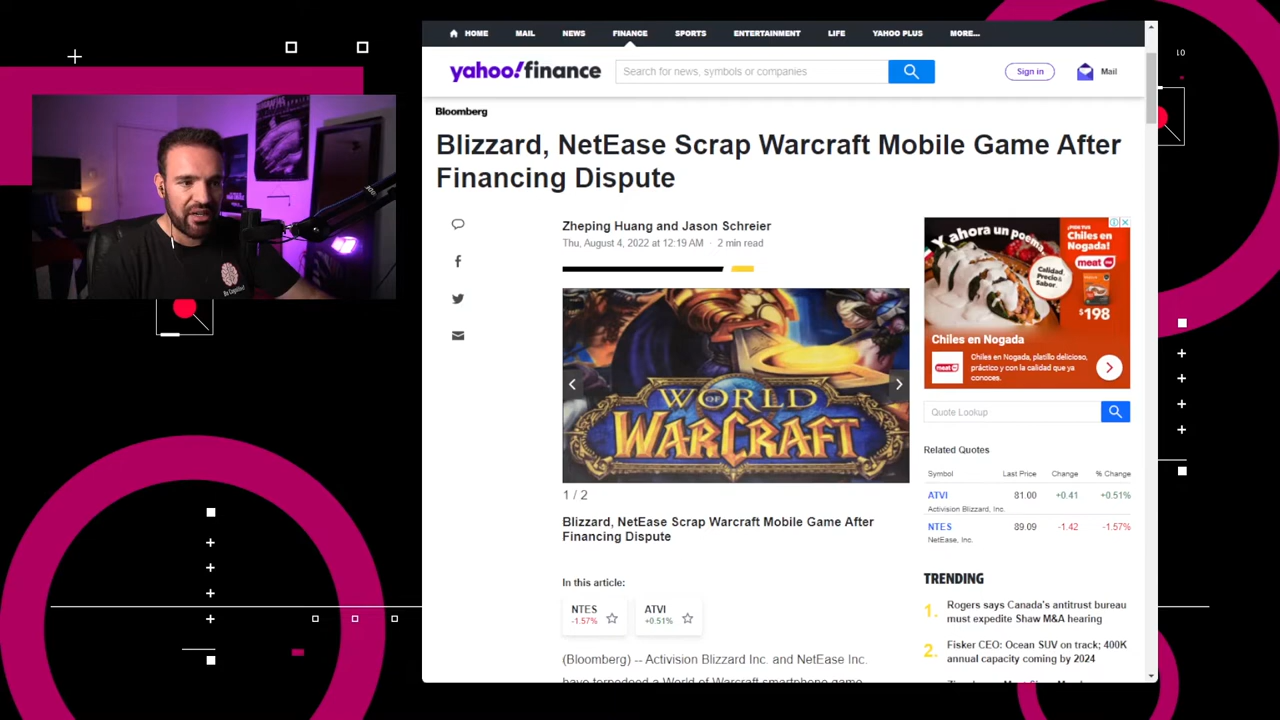 HOME MAIL NEWS FINANCE SPORTS ENTERTAINMENT LIFE YAHOO PLUS MORE...
yahoo!finance
Search for news, symbols or companies
Sign in
Mail
Bloomberg
Blizzard, NetEase Scrap Warcraft Mobile Game After
Financing Dispute
Zheping Huang and Jason Schreier
Thu, August 4, 2022 at 12:19 AM · 2 min read
WORLD
OF
WARCRAFT
1 / 2
Blizzard, NetEase Scrap Warcraft Mobile Game After
Financing Dispute
In this article:
NTES
-1.57%
ATVI
+0.51%
(Bloomberg) -- Activision Blizzard Inc. and NetEase Inc.
have torpedoed a World of Warcraft smartphone game
Y ahora un poema
Chiles en
Nogada
meat
Calidad,
Precio &
Sabor.
$198
Chiles en Nogada
meat
Chiles en Nogada, platillo delicioso,
práctico y con la calidad que ya
conoces.
Quote Lookup
Related Quotes
Symbol Last Price Change % Change
ATVI 81.00 +0.41 +0.51%
Activision Blizzard, Inc.
NTES 89.09 -1.42 -1.57%
NetEase, Inc.
TRENDING
1. Rogers says Canada's antitrust bureau
must expedite Shaw M&A hearing
2. Fisker CEO: Ocean SUV on track; 400K
annual capacity coming by 2024